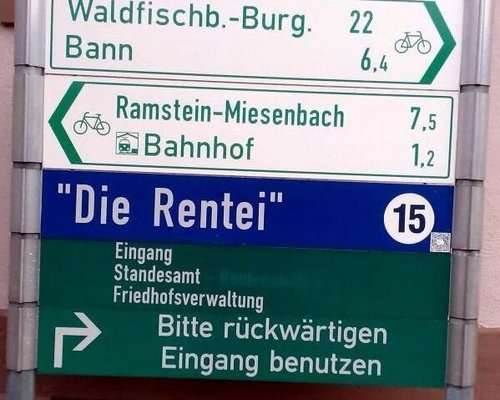 Waldfischb.-Burg. 22
Bann 6,4
Ramstein-Miesenbach 7,5
Bahnhof 1,2
"Die Rentei" 15
Eingang
Standesamt
Friedhofsverwaltung
Bitte rückwärtigen
Eingang benutzen